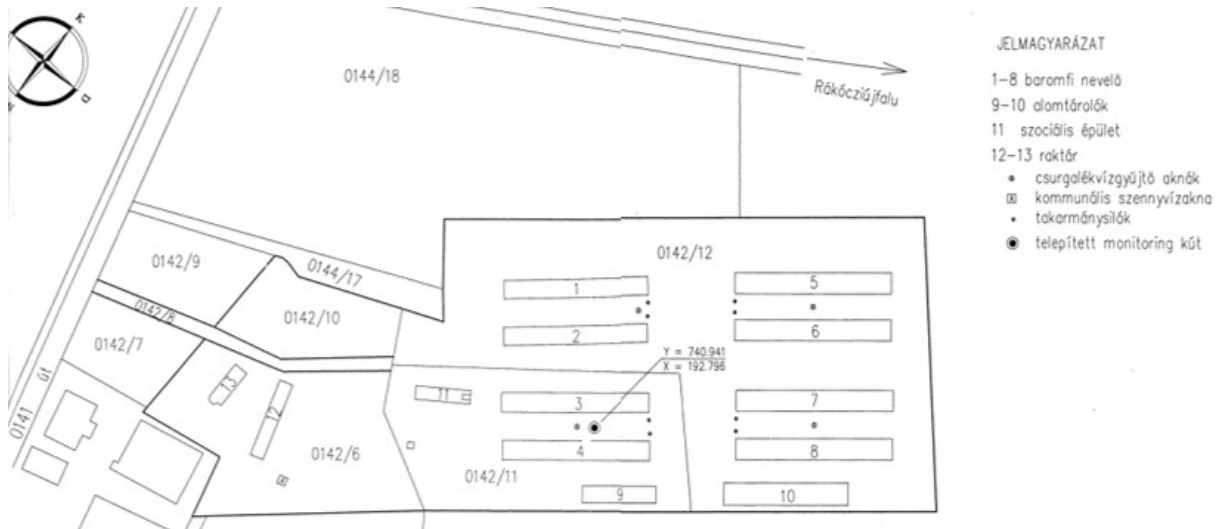 K
D
0144/18
Rákócziújfalu
0142/9
0144/17
0142/12
0142/8
0142/10
0142/7
0141 út
1
2
3
4
5
6
7
8
9
10
11
12
13
Y = 740.941
X = 192.796
0142/6
0142/11
JELMAGYARÁZAT
1-8 baromfi nevelő
9-10 alomtárolók
11 szociális épület
12-13 raktár
csurgalékvízgyűjtő aknák
kommunális szennyvízakna
takarmánysilók
telepített monitoring kút